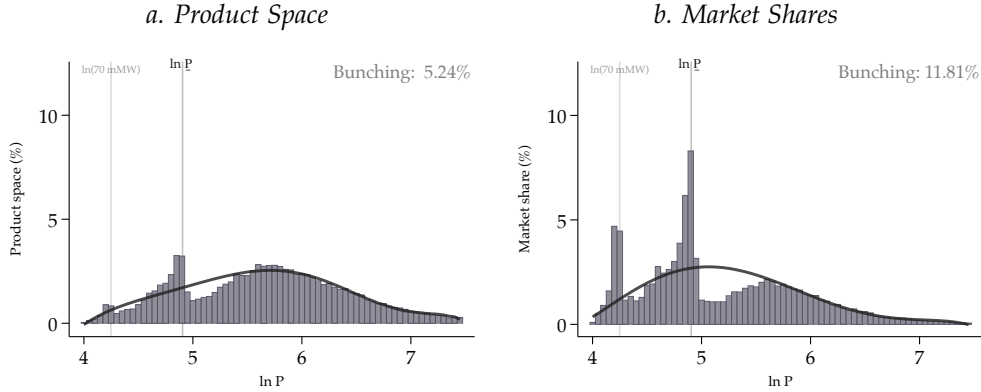 a. Product Space
ln(70 mMW)
ln P
Bunching: 5.24%
10
5
0
Product space (%)
4 5 6 7
ln P
b. Market Shares
ln(70 mMW)
ln P
Bunching: 11.81%
10
5
0
Market share (%)
4 5 6 7
ln P